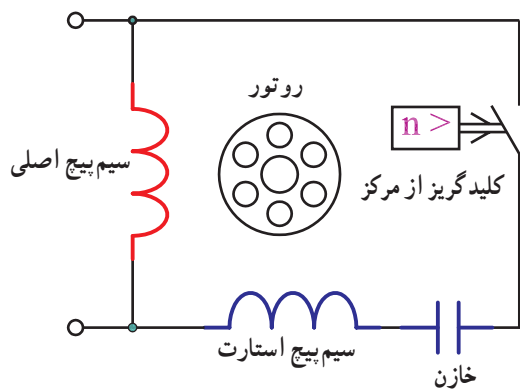 روتور
n >
سیم‌پیچ اصلی
کلید گریز از مرکز
سیم‌پیچ استارت
خازن